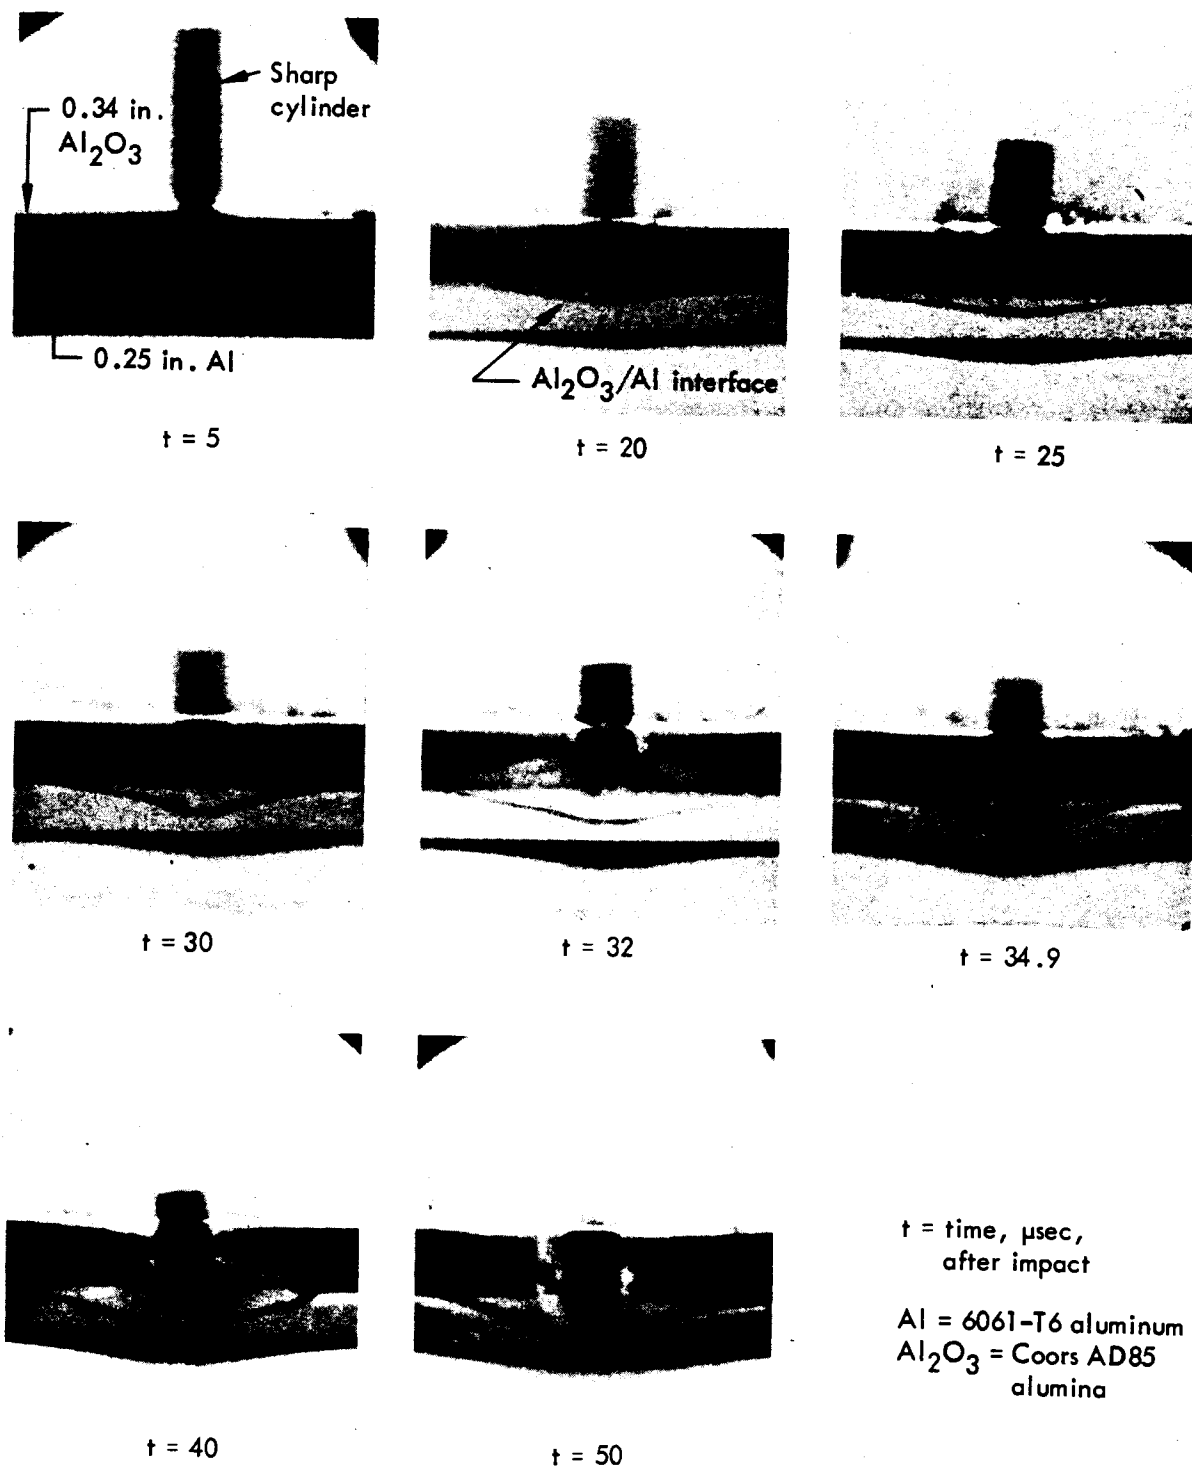 Sharp
cylinder
0.34 in.
Al₂O₃
0.25 in. Al
Al₂O₃/Al interface
t = 5
t = 20
t = 25
t = 30
t = 32
t = 34.9
t = 40
t = 50
t = time, μsec,
after impact
Al = 6061-T6 aluminum
Al₂O₃ = Coors AD85
alumina